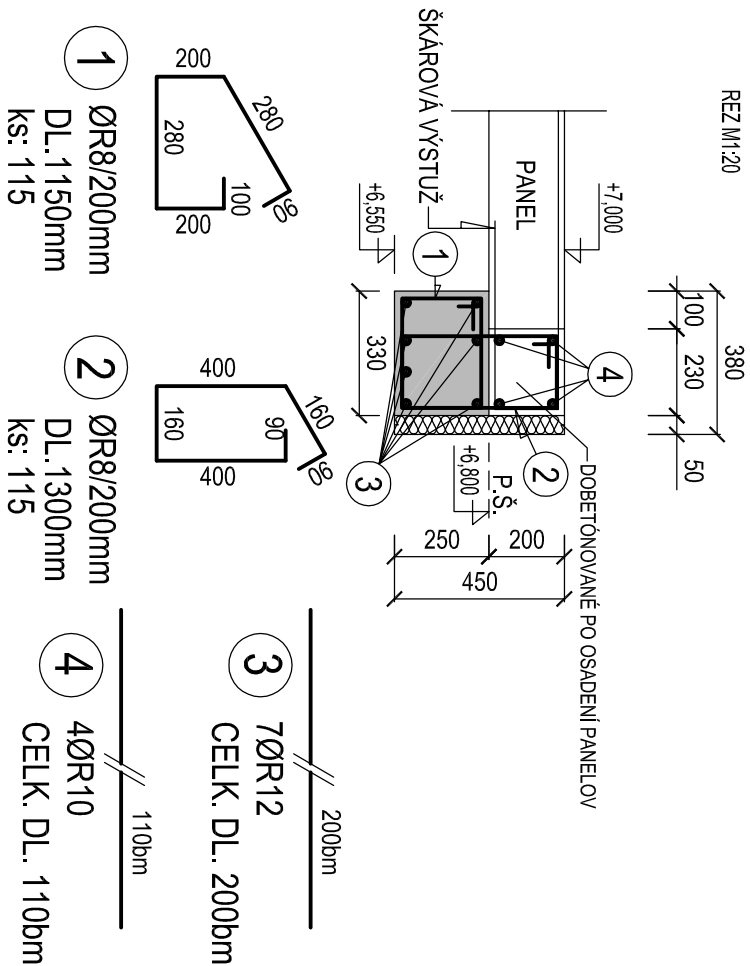 REZ M1:20
380
100
230
50
+7,000
PANEL
4
DOBETÓNOVANÉ PO OSADENÍ PANELOV
200
450
250
ŠKÁROVÁ VÝSTUŽ
1
2
P.Š.
+6,800
+6,550
330
3
200
280
90
100
280
200
1
ØR8/200mm
DL.1150mm
ks: 115
400
160
90
90
160
400
2
ØR8/200mm
DL.1300mm
ks: 115
200bm
3
7ØR12
CELK. DL. 200bm
110bm
4
4ØR10
CELK. DL. 110bm